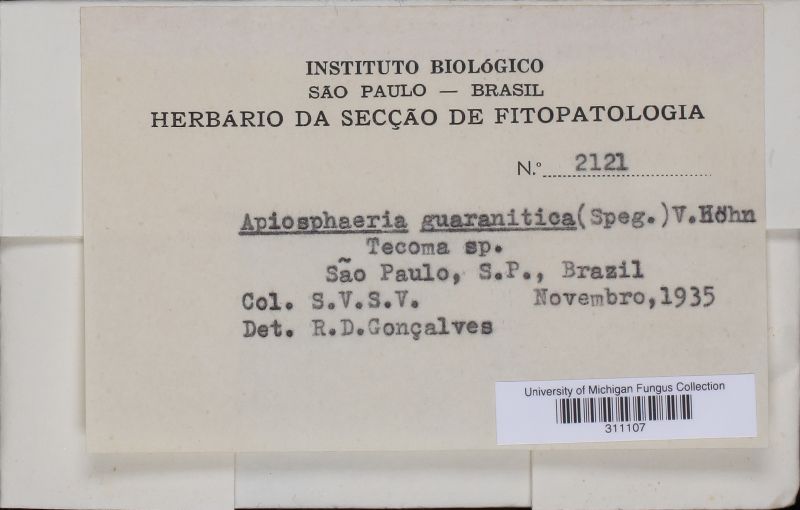 INSTITUTO BIOLóGICO
SÃO PAULO — BRASIL
HERBÁRIO DA SECÇÃO DE FITOPATOLOGIA
N.º 2121
Apiosphaeria guaranitica(Speg.)V.Höhn
Tecoma sp.
São Paulo, S.P., Brazil
Col. S.V.S.V. Novembro,1935
Det. R.D.Gonçalves
University of Michigan Fungus Collection
311107